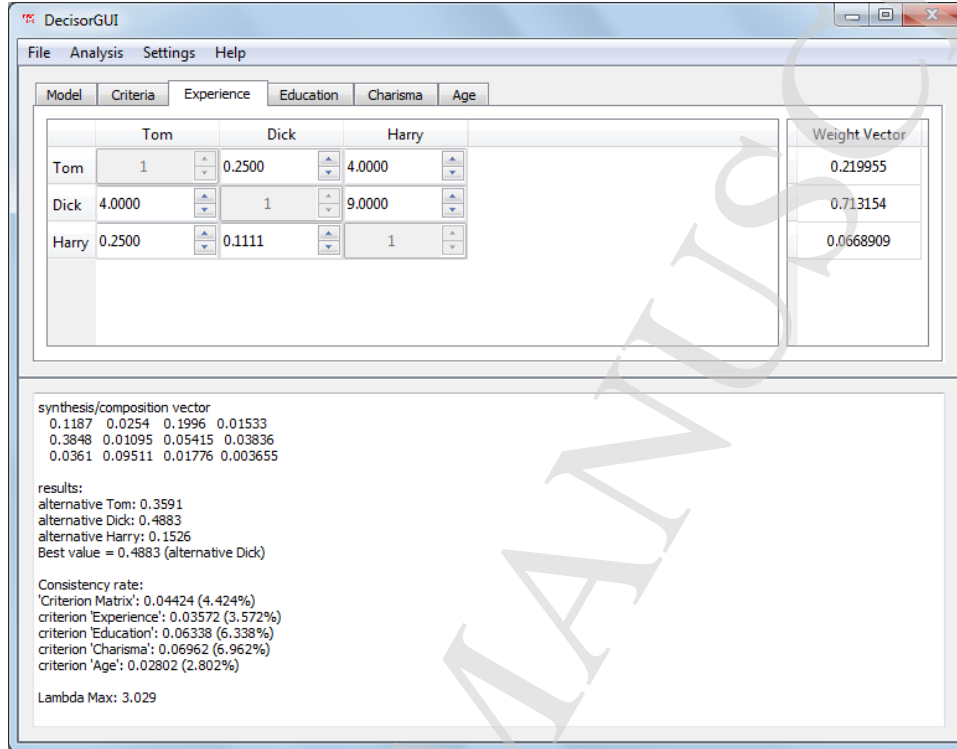 DecisorGUI
File Analysis Settings Help
Model Criteria Experience Education Charisma Age
Tom Dick Harry Weight Vector
Tom 1 0.2500 4.0000 0.219955
Dick 4.0000 1 9.0000 0.713154
Harry 0.2500 0.1111 1 0.0668909
synthesis/composition vector
0.1187 0.0254 0.1996 0.01533
0.3848 0.01095 0.05415 0.03836
0.0361 0.09511 0.01776 0.003655
results:
alternative Tom: 0.3591
alternative Dick: 0.4883
alternative Harry: 0.1526
Best value = 0.4883 (alternative Dick)
Consistency rate:
'Criterion Matrix': 0.04424 (4.424%)
criterion 'Experience': 0.03572 (3.572%)
criterion 'Education': 0.06338 (6.338%)
criterion 'Charisma': 0.06962 (6.962%)
criterion 'Age': 0.02802 (2.802%)
Lambda Max: 3.029
MANUSC